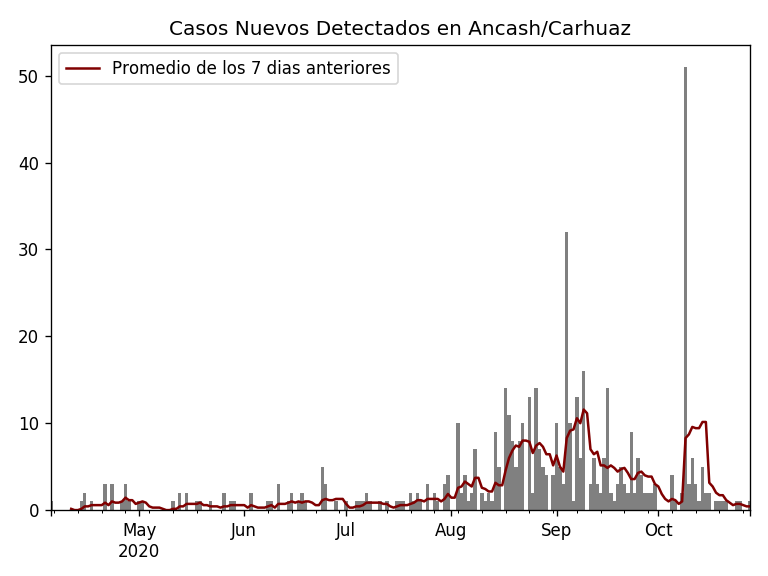 Casos Nuevos Detectados en Ancash/Carhuaz
Promedio de los 7 dias anteriores
50
40
30
20
10
0
May Jun Jul Aug Sep Oct
2020